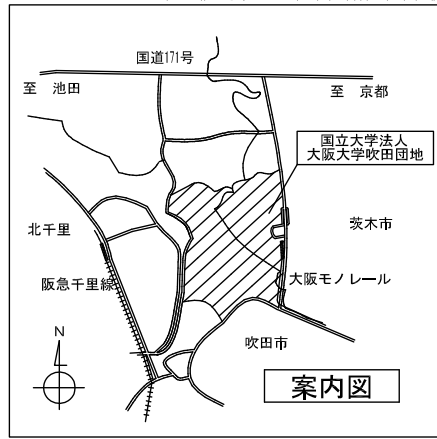 国道171号
至 池田
至 京都
国立大学法人
大阪大学吹田団地
北千里
茨木市
阪急千里線
大阪モノレール
N
吹田市
案内図